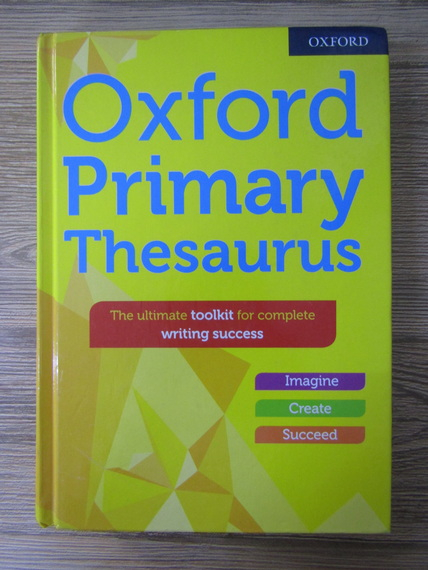 OXFORD
Oxford
Primary
Thesaurus
The ultimate toolkit for complete
writing success
Imagine
Create
Succeed